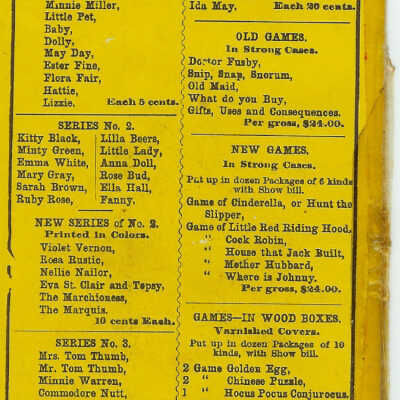 Minnie Miller,
Little Pet,
Baby,
Dolly,
May Day,
Ester Fine,
Flora Fair,
Hattie,
Lizzie. Each 5 cents.
SERIES No. 2.
Kitty Black, Lilla Beers,
Minty Green, Little Lady,
Emma White, Anna Doll,
Mary Gray, Rose Bud,
Sarah Brown, Ella Hall,
Ruby Rose, Fanny.
NEW SERIES of No. 2.
Printed in Colors.
Violet Vernon,
Rosa Rustic,
Nellie Nailor,
Eva St. Clair and Topsy,
The Marchioness,
The Marquis.
10 cents Each.
SERIES No. 3.
Mrs. Tom Thumb,
Mr. Tom Thumb,
Minnie Warren,
Commodore Nutt,
Ida May. Each 20 cents.
OLD GAMES.
In Strong Cases.
Doctor Fusby,
Snip, Snap, Snorum,
Old Maid,
What do you Buy,
Gifts, Uses and Consequences.
Per gross, $24.00.
NEW GAMES.
In Strong Cases.
Put up in dozen Packages of 6 kinds
with Show bill.
Game of Cinderella, or Hunt the
Slipper,
Game of Little Red Riding Hood,
" Cock Robin,
" House that Jack Built,
" Mother Hubbard,
" Where is Johnny.
Per gross, $24.00.
GAMES—IN WOOD BOXES.
Varnished Covers.
Put up in dozen Packages of 10
kinds, with Show bill.
2 Game Golden Egg,
2 " Chinese Puzzle,
1 " Hocus Pocus Conjurocus.